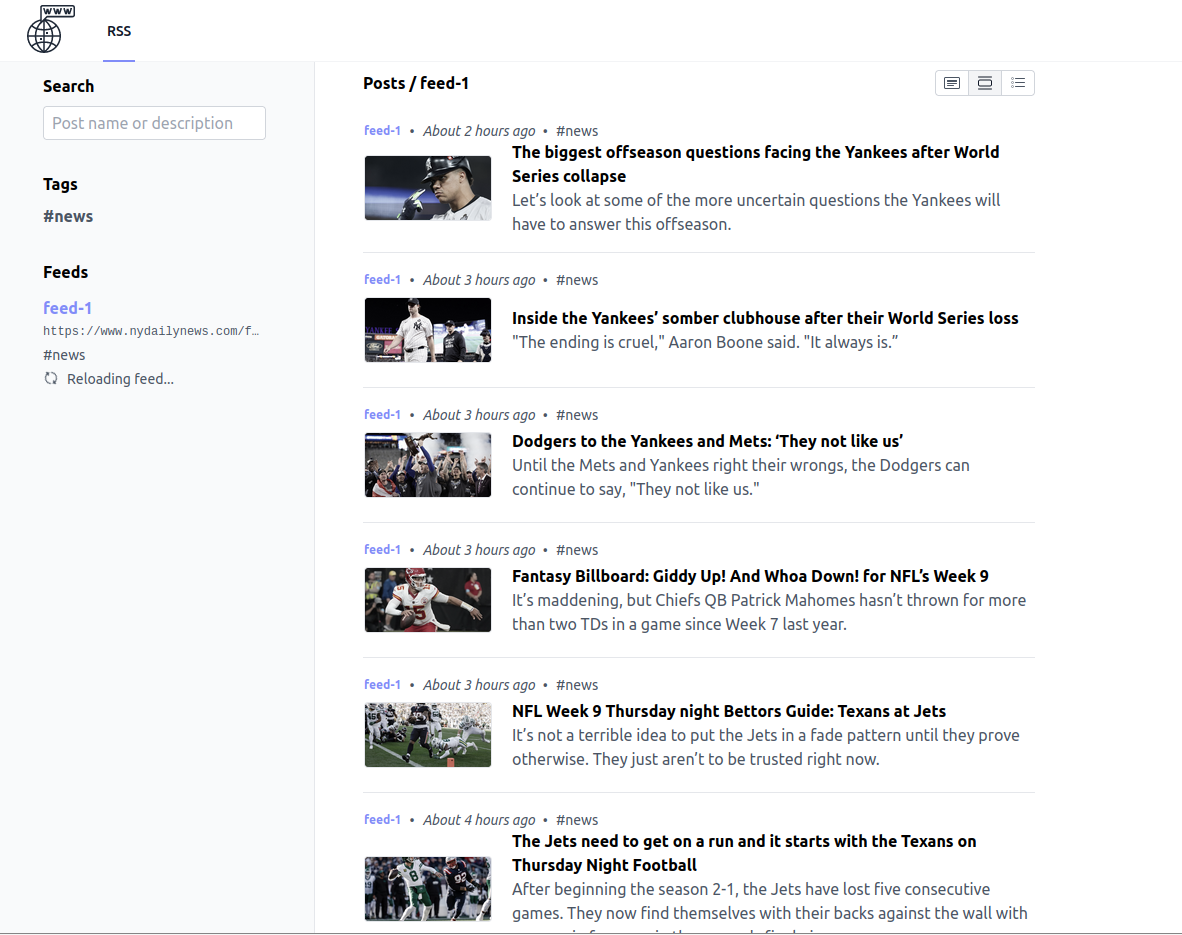 WWW
RSS
Search
Post name or description
Tags
#news
Feeds
feed-1
https://www.nydailynews.com/f…
#news
Reloading feed...
Posts / feed-1
feed-1 • About 2 hours ago • #news
The biggest offseason questions facing the Yankees after World
Series collapse
Let’s look at some of the more uncertain questions the Yankees will
have to answer this offseason.
feed-1 • About 3 hours ago • #news
Inside the Yankees’ somber clubhouse after their World Series loss
"The ending is cruel," Aaron Boone said. "It always is.”
feed-1 • About 3 hours ago • #news
Dodgers to the Yankees and Mets: ‘They not like us’
Until the Mets and Yankees right their wrongs, the Dodgers can
continue to say, "They not like us."
feed-1 • About 3 hours ago • #news
Fantasy Billboard: Giddy Up! And Whoa Down! for NFL’s Week 9
It’s maddening, but Chiefs QB Patrick Mahomes hasn’t thrown for more
than two TDs in a game since Week 7 last year.
feed-1 • About 3 hours ago • #news
NFL Week 9 Thursday night Bettors Guide: Texans at Jets
It’s not a terrible idea to put the Jets in a fade pattern until they prove
otherwise. They just aren’t to be trusted right now.
feed-1 • About 4 hours ago • #news
The Jets need to get on a run and it starts with the Texans on
Thursday Night Football
After beginning the season 2-1, the Jets have lost five consecutive
games. They now find themselves with their backs against the wall with